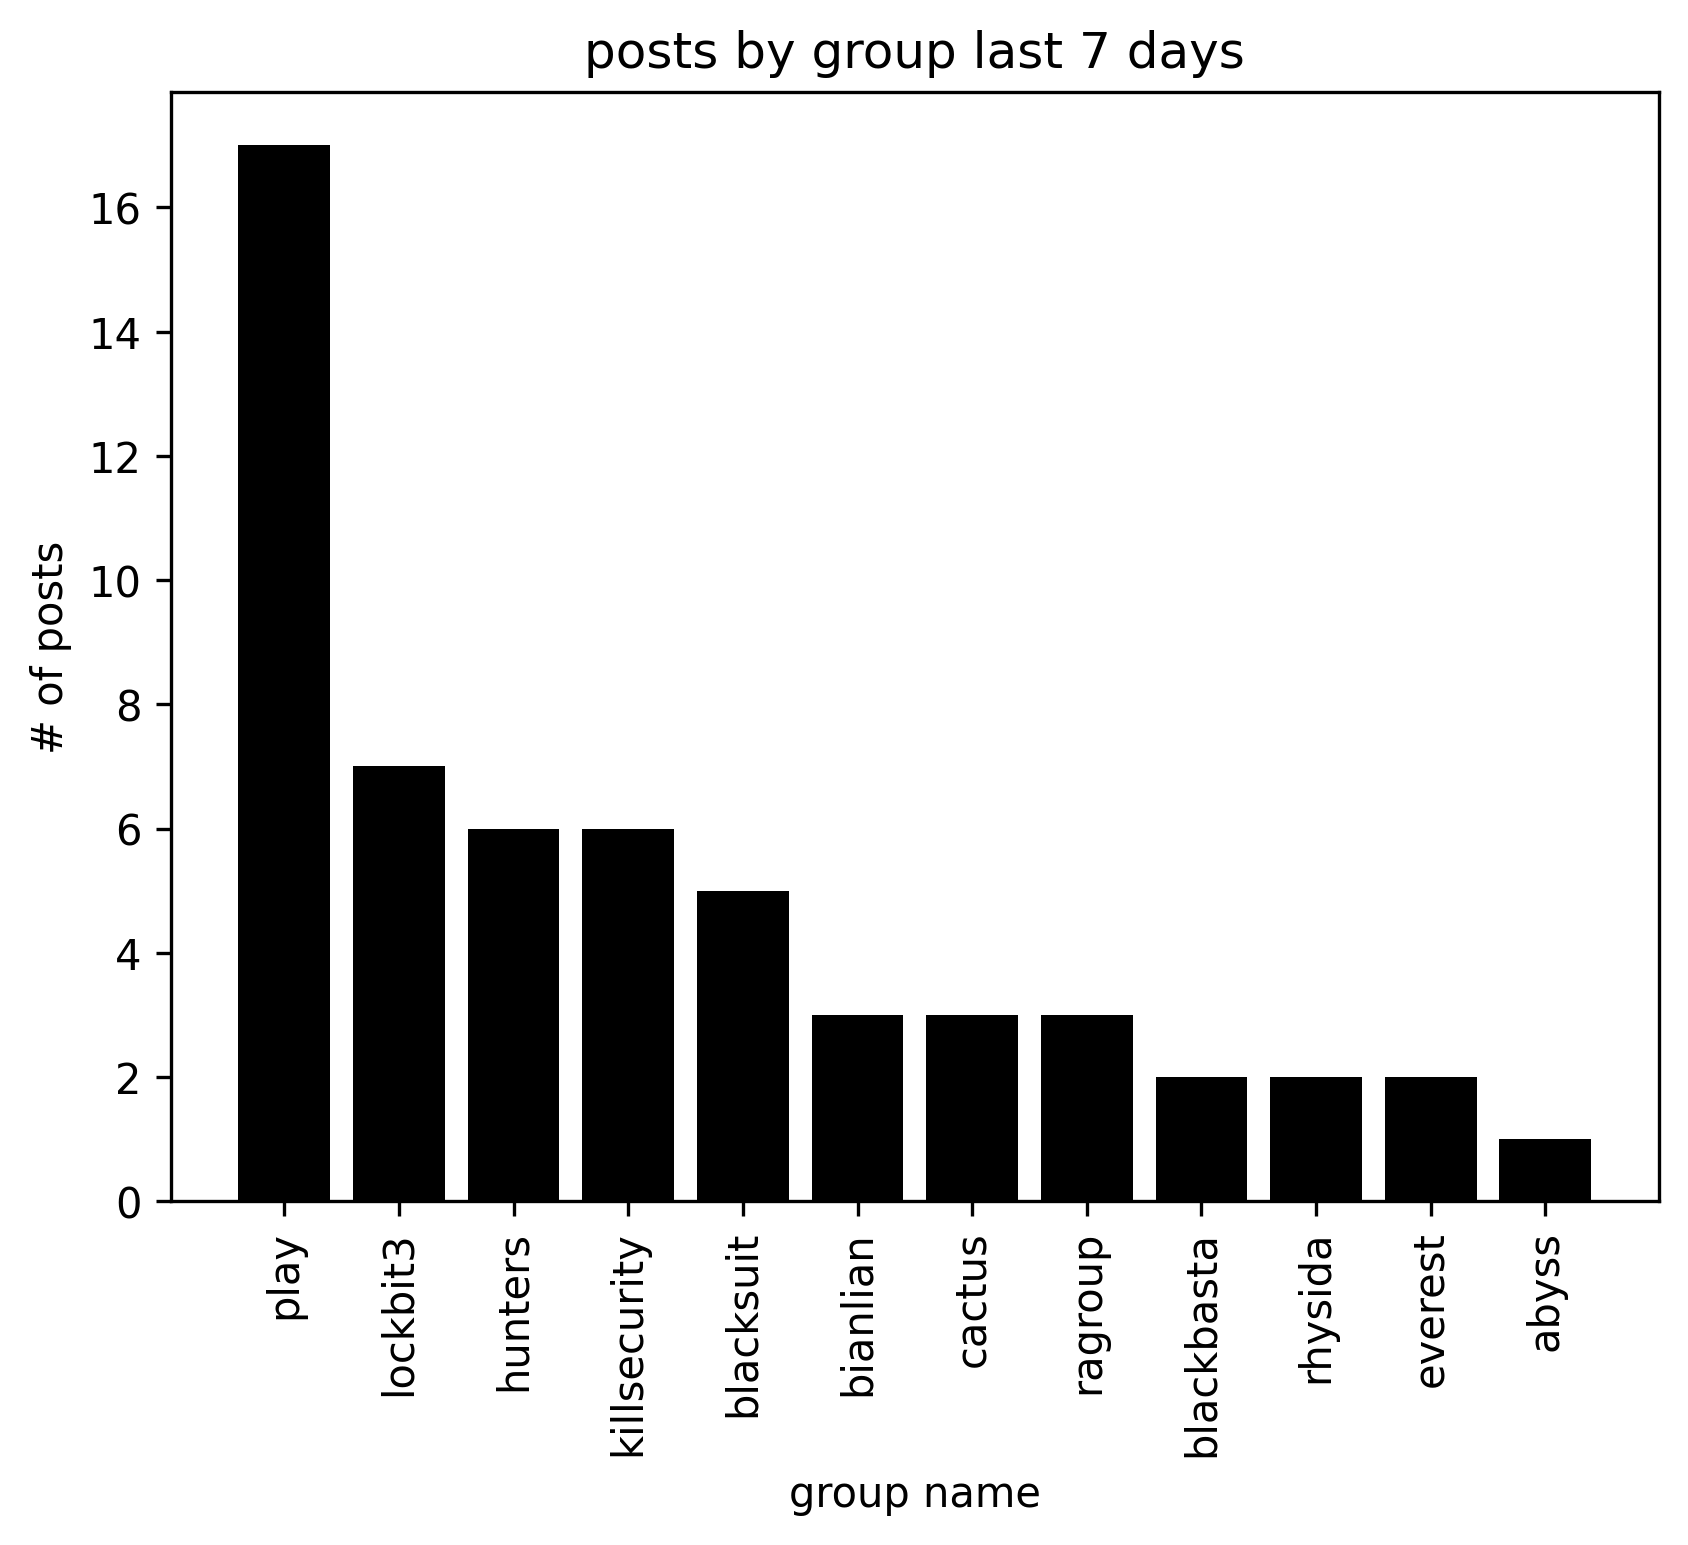 posts by group last 7 days
# of posts
16
14
12
10
8
6
4
2
0
play
lockbit3
hunters
killsecurity
blacksuit
bianlian
cactus
ragroup
blackbasta
rhysida
everest
abyss
group name